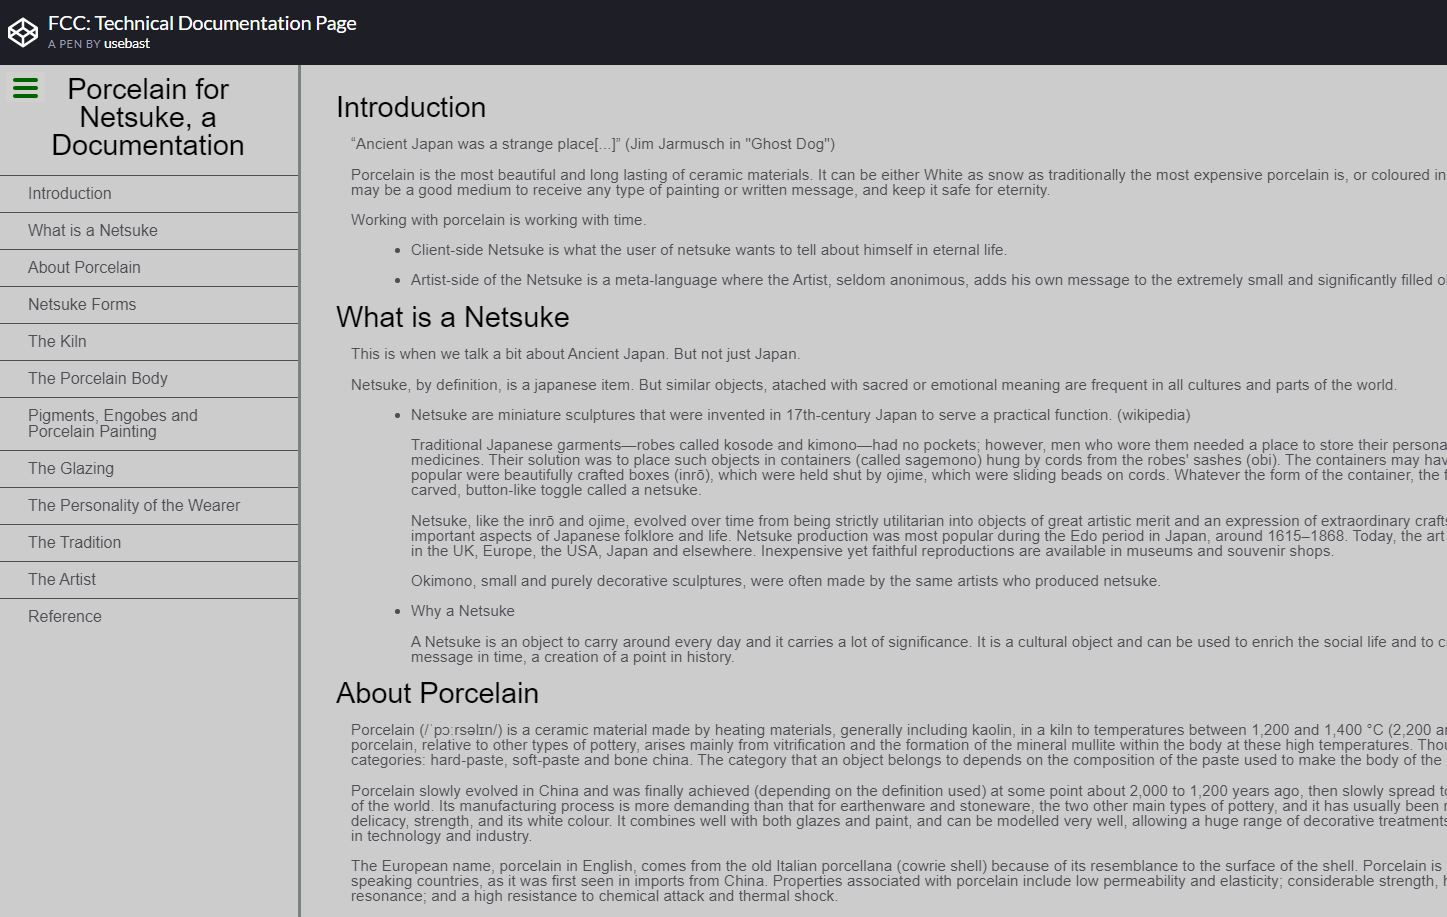 FCC: Technical Documentation Page
A PEN BY usebast
Porcelain for
Netsuke, a
Documentation
Introduction
What is a Netsuke
About Porcelain
Netsuke Forms
The Kiln
The Porcelain Body
Pigments, Engobes and
Porcelain Painting
The Glazing
The Personality of the Wearer
The Tradition
The Artist
Reference
Introduction
“Ancient Japan was a strange place[...]” (Jim Jarmusch in "Ghost Dog")
Porcelain is the most beautiful and long lasting of ceramic materials. It can be either White as snow as traditionally the most expensive porcelain is, or coloured in
may be a good medium to receive any type of painting or written message, and keep it safe for eternity.
Working with porcelain is working with time.
• Client-side Netsuke is what the user of netsuke wants to tell about himself in eternal life.
• Artist-side of the Netsuke is a meta-language where the Artist, seldom anonimous, adds his own message to the extremely small and significantly filled
What is a Netsuke
This is when we talk a bit about Ancient Japan. But not just Japan.
Netsuke, by definition, is a japanese item. But similar objects, atached with sacred or emotional meaning are frequent in all cultures and parts of the world.
• Netsuke are miniature sculptures that were invented in 17th-century Japan to serve a practical function. (wikipedia)
Traditional Japanese garments—robes called kosode and kimono—had no pockets; however, men who wore them needed a place to store their
medicines. Their solution was to place such objects in containers (called sagemono) hung by cords from the robes' sashes (obi). The containers may
popular were beautifully crafted boxes (inrō), which were held shut by ojime, which were sliding beads on cords. Whatever the form of the container, the
carved, button-like toggle called a netsuke.
Netsuke, like the inrō and ojime, evolved over time from being strictly utilitarian into objects of great artistic merit and an expression of extraordinary
important aspects of Japanese folklore and life. Netsuke production was most popular during the Edo period in Japan, around 1615–1868. Today, the art
in the UK, Europe, the USA, Japan and elsewhere. Inexpensive yet faithful reproductions are available in museums and souvenir shops.
Okimono, small and purely decorative sculptures, were often made by the same artists who produced netsuke.
• Why a Netsuke
A Netsuke is an object to carry around every day and it carries a lot of significance. It is a cultural object and can be used to enrich the social life and to
message in time, a creation of a point in history.
About Porcelain
Porcelain (/ˈpɔːrsəlɪn/) is a ceramic material made by heating materials, generally including kaolin, in a kiln to temperatures between 1,200 and 1,400 °C (2,200
porcelain, relative to other types of pottery, arises mainly from vitrification and the formation of the mineral mullite within the body at these high temperatures.
categories: hard-paste, soft-paste and bone china. The category that an object belongs to depends on the composition of the paste used to make the body of the
Porcelain slowly evolved in China and was finally achieved (depending on the definition used) at some point about 2,000 to 1,200 years ago, then slowly spread
of the world. Its manufacturing process is more demanding than that for earthenware and stoneware, the two other main types of pottery, and it has usually been
delicacy, strength, and its white colour. It combines well with both glazes and paint, and can be modelled very well, allowing a huge range of decorative treatments
in technology and industry.
The European name, porcelain in English, comes from the old Italian porcellana (cowrie shell) because of its resemblance to the surface of the shell. Porcelain is
speaking countries, as it was first seen in imports from China. Properties associated with porcelain include low permeability and elasticity; considerable strength,
resonance; and a high resistance to chemical attack and thermal shock.